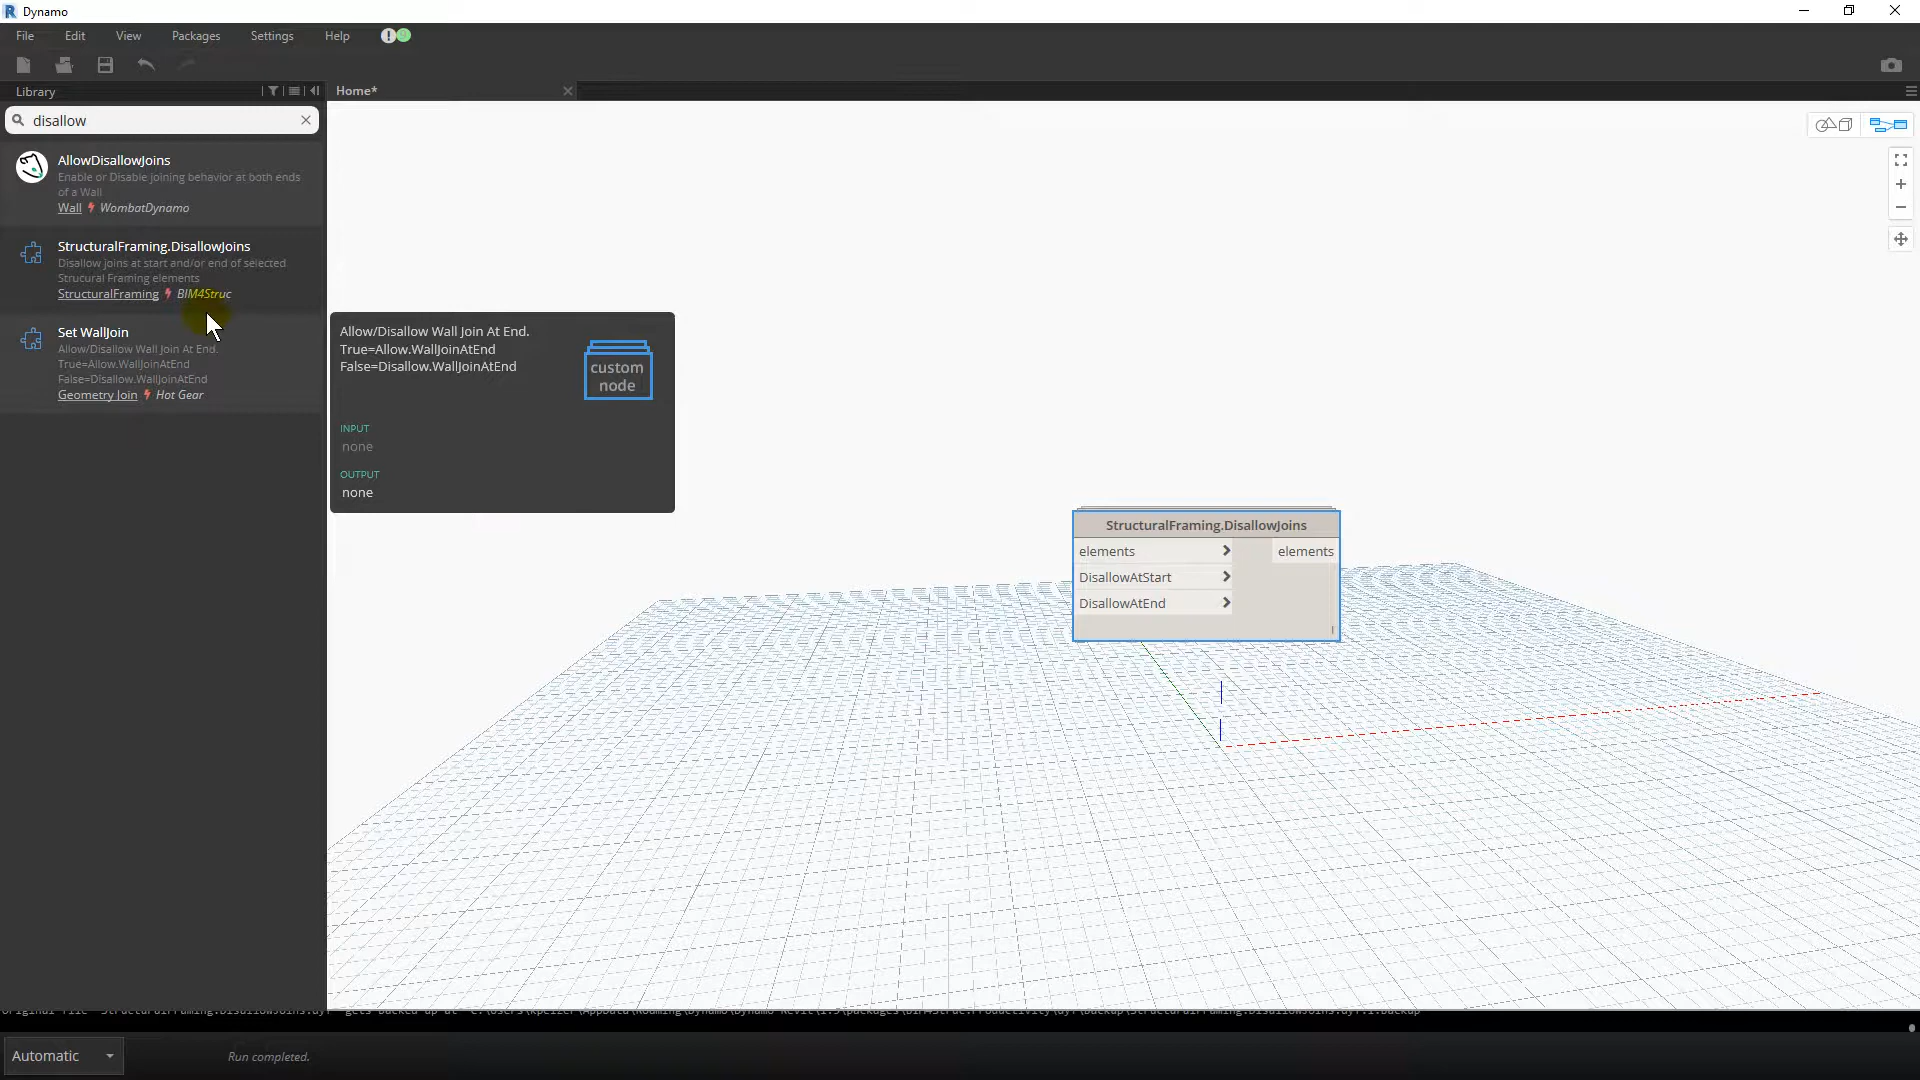 Dynamo
File Edit View Packages Settings Help
Library
Home*
disallow
AllowDisallowJoins
Enable or Disable joining behavior at both ends
of a Wall
Wall WombatDynamo
StructuralFraming.DisallowJoins
Disallow joins at start and/or end of selected
Strucural Framing elements
StructuralFraming BIM4Struc
Set WallJoin
Allow/Disallow Wall Join At End.
True=Allow.WallJoinAtEnd
False=Disallow.WallJoinAtEnd
Geometry Join Hot Gear
Allow/Disallow Wall Join At End.
True=Allow.WallJoinAtEnd
False=Disallow.WallJoinAtEnd
custom
node
INPUT
none
OUTPUT
none
StructuralFraming.DisallowJoins
elements elements
DisallowAtStart
DisallowAtEnd
Automatic
Run completed.